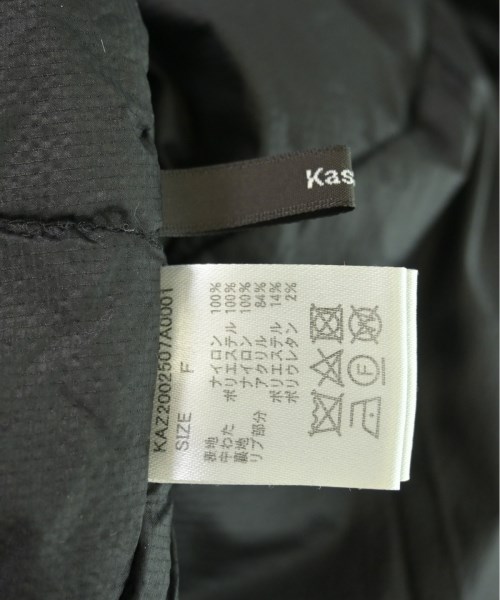 Kas
KAZ2002507A0001
SIZE F
表地 ナイロン 100%
中わた ポリエステル 100%
裏地 ナイロン 100%
リブ部分 アクリル 84%
ポリエステル 14%
ポリウレタン 2%
F